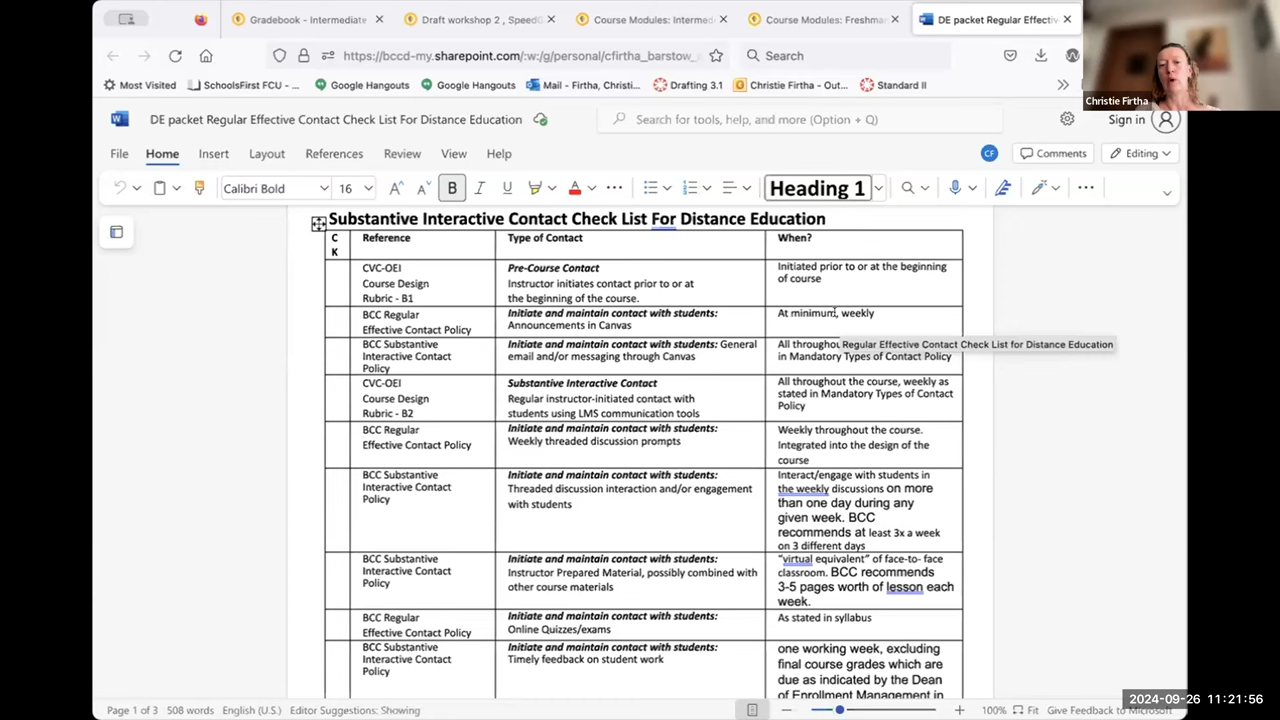 Gradebook - Intermediate
Draft workshop 2 , SpeedG
Course Modules: Intermed
Course Modules: Freshman
DE packet Regular Effectiv
https://bccd-my.sharepoint.com/:w:/g/personal/cfirtha_barstow_
Search
Most Visited
SchoolsFirst FCU -...
Google Hangouts
Google Hangouts
Mail - Firtha, Christi...
Drafting 3.1
Christie Firtha - Out...
Standard II
Christie Firtha
DE packet Regular Effective Contact Check List For Distance Education
Search for tools, help, and more (Option + Q)
Sign in
File
Home
Insert
Layout
References
Review
View
Help
CF
Comments
Editing
Calibri Bold
16
Heading 1
Substantive Interactive Contact Check List For Distance Education
C
K
Reference
Type of Contact
When?
CVC-OEI
Course Design
Rubric - B1
Pre-Course Contact
Instructor initiates contact prior to or at
the beginning of the course.
Initiated prior to or at the beginning
of course
BCC Regular
Effective Contact Policy
Initiate and maintain contact with students:
Announcements in Canvas
At minimum, weekly
BCC Substantive
Interactive Contact
Policy
Initiate and maintain contact with students: General
email and/or messaging through Canvas
All throughou
in Mandatory Types of Contact Policy
Regular Effective Contact Check List for Distance Education
CVC-OEI
Course Design
Rubric - B2
Substantive Interactive Contact
Regular instructor-initiated contact with
students using LMS communication tools
All throughout the course, weekly as
stated in Mandatory Types of Contact
Policy
BCC Regular
Effective Contact Policy
Initiate and maintain contact with students:
Weekly threaded discussion prompts
Weekly throughout the course.
Integrated into the design of the
course
BCC Substantive
Interactive Contact
Policy
Initiate and maintain contact with students:
Threaded discussion interaction and/or engagement
with students
Interact/engage with students in
the weekly discussions on more
than one day during any
given week. BCC
recommends at least 3x a week
on 3 different days
BCC Substantive
Interactive Contact
Policy
Initiate and maintain contact with students:
Instructor Prepared Material, possibly combined with
other course materials
"virtual equivalent" of face-to- face
classroom. BCC recommends
3-5 pages worth of lesson each
week.
BCC Regular
Effective Contact Policy
Initiate and maintain contact with students:
Online Quizzes/exams
As stated in syllabus
BCC Substantive
Interactive Contact
Policy
Initiate and maintain contact with students:
Timely feedback on student work
one working week, excluding
final course grades which are
due as indicated by the Dean
of Enrollment Management in
2024-09-26 11:21:56
Page 1 of 3
508 words
English (U.S.)
Editor Suggestions: Showing
100%
Fit
Give Feedback to Microsoft